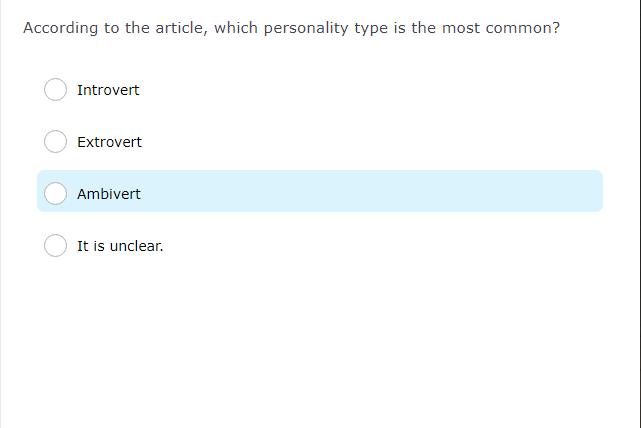 According to the article, which personality type is the most common?
Introvert
Extrovert
Ambivert
It is unclear.